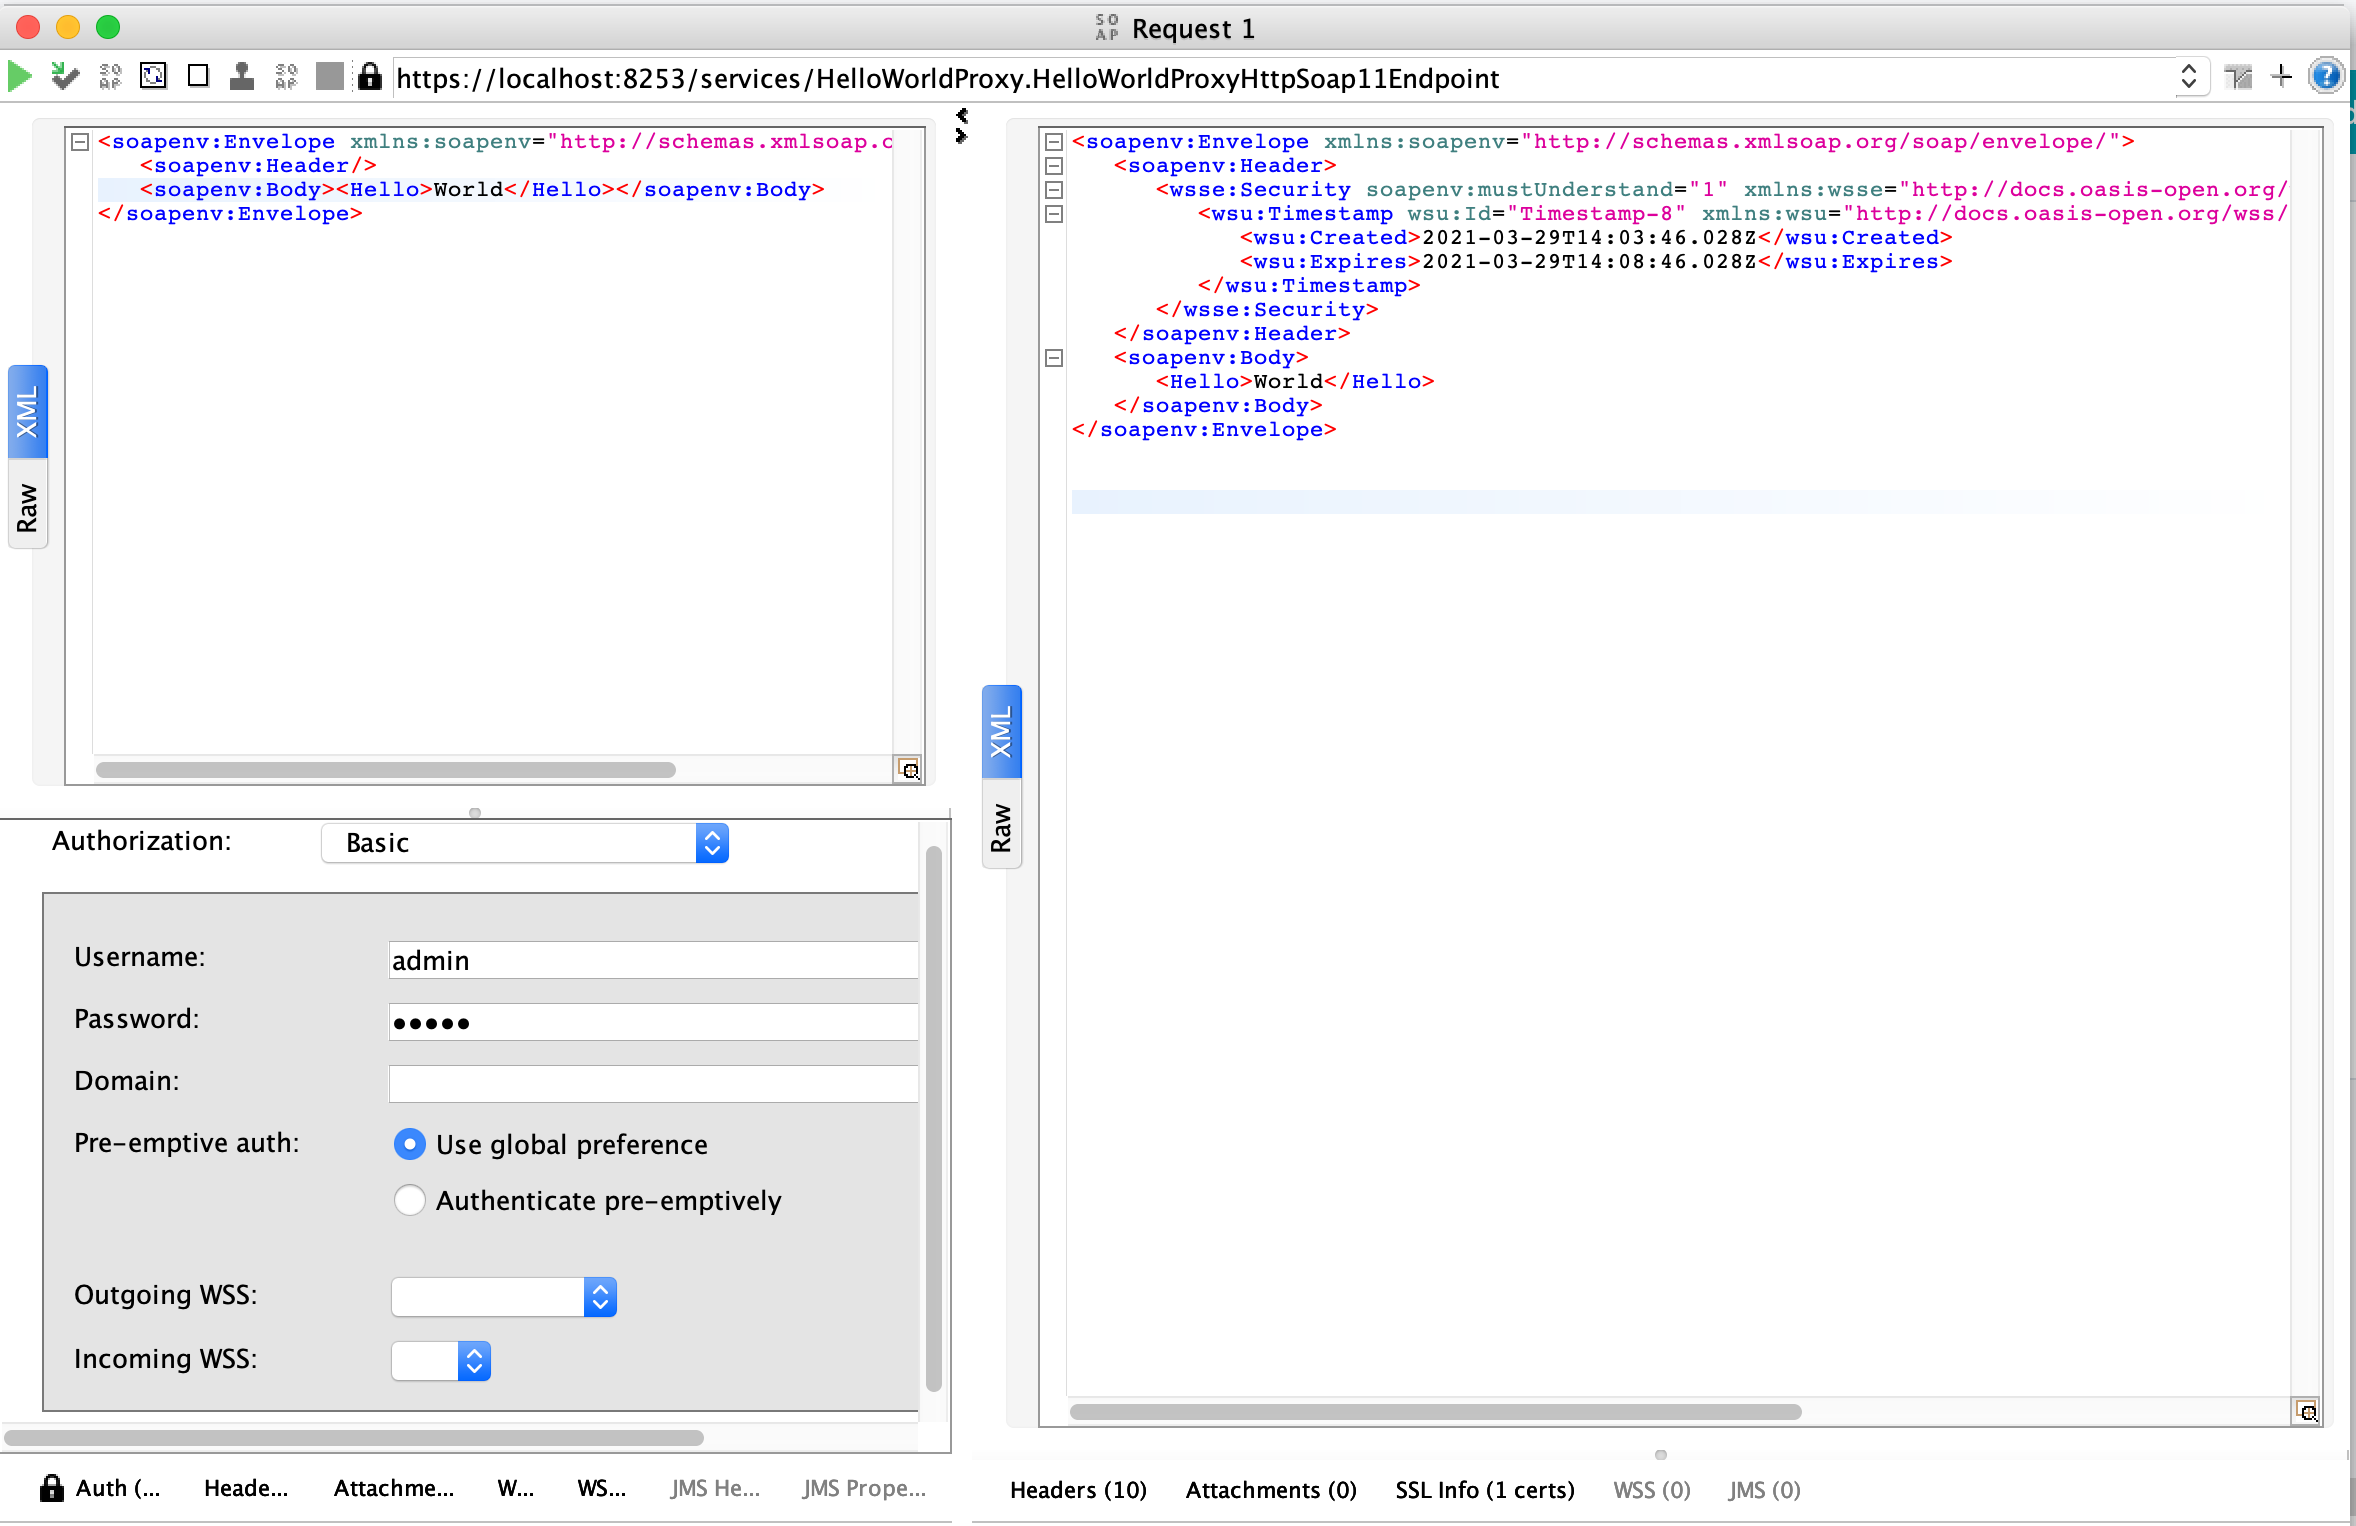 SO
AP Request 1
https://localhost:8253/services/HelloWorldProxy.HelloWorldProxyHttpSoap11Endpoint
<soapenv:Envelope xmlns:soapenv="http://schemas.xmlsoap.o
<soapenv:Header/>
<soapenv:Body><Hello>World</Hello></soapenv:Body>
</soapenv:Envelope>
XML
Raw
Authorization: Basic
Username: admin
Password: •••••
Domain:
Pre-emptive auth: Use global preference
Authenticate pre-emptively
Outgoing WSS:
Incoming WSS:
Auth (... Heade... Attachme... W... WS... JMS He... JMS Prope...
<soapenv:Envelope xmlns:soapenv="http://schemas.xmlsoap.org/soap/envelope/">
<soapenv:Header>
<wsse:Security soapenv:mustUnderstand="1" xmlns:wsse="http://docs.oasis-open.org/
<wsu:Timestamp wsu:Id="Timestamp-8" xmlns:wsu="http://docs.oasis-open.org/wss/
<wsu:Created>2021-03-29T14:03:46.028Z</wsu:Created>
<wsu:Expires>2021-03-29T14:08:46.028Z</wsu:Expires>
</wsu:Timestamp>
</wsse:Security>
</soapenv:Header>
<soapenv:Body>
<Hello>World</Hello>
</soapenv:Body>
</soapenv:Envelope>
XML
Raw
Headers (10) Attachments (0) SSL Info (1 certs) WSS (0) JMS (0)